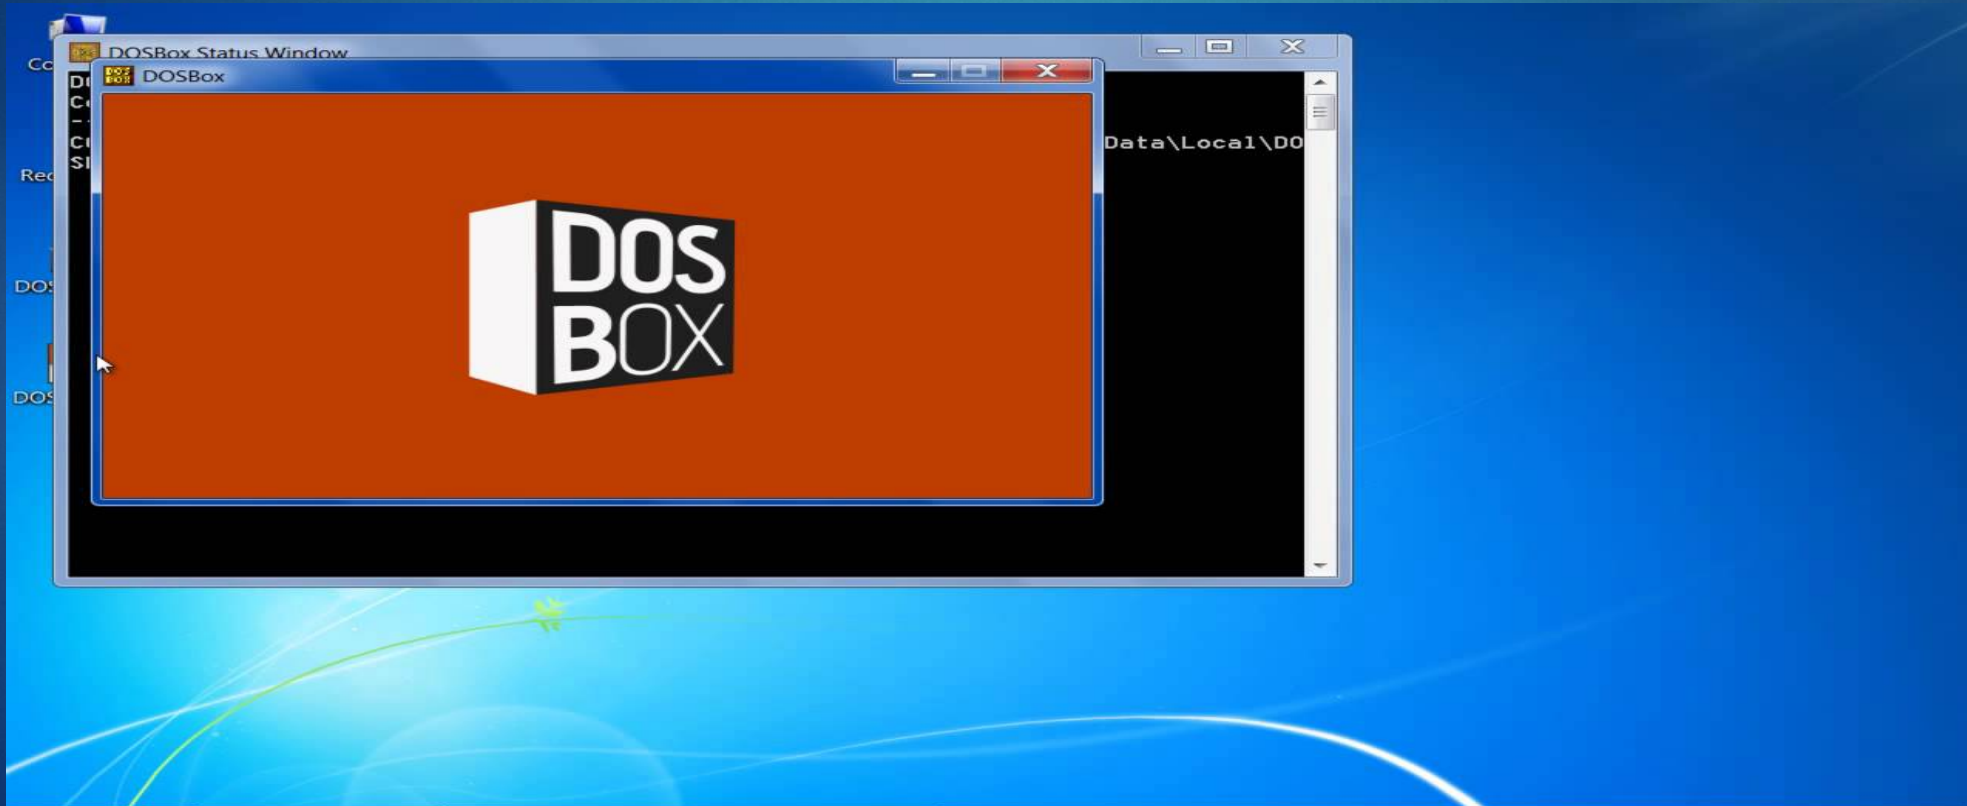 DOSBox Status Window
DOSBox
Data\Local\DO
DOS
BOX